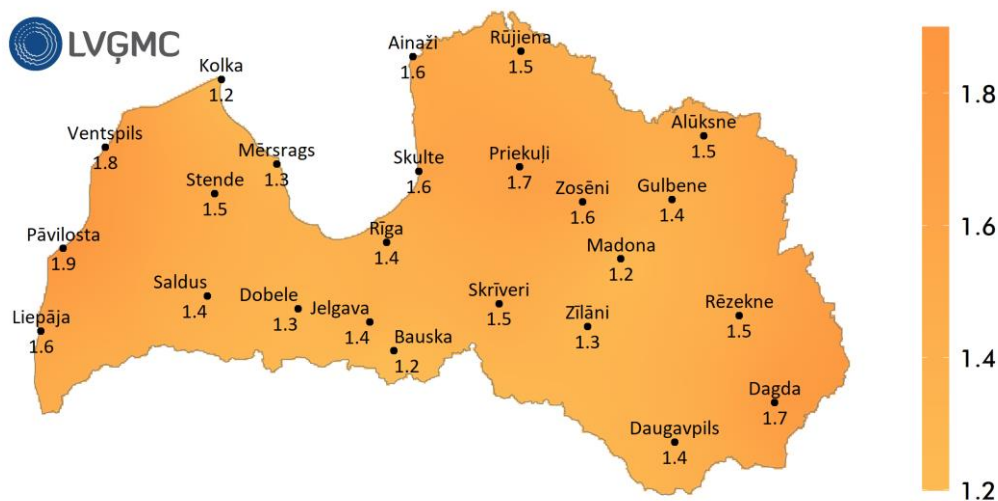 LVĢMC
Kolka
1.2
Ainaži
1.6
Rūjiena
1.5
Ventspils
1.8
Mērsrags
1.3
Stende
1.5
Skulte
1.6
Priekuļi
1.7
Alūksne
1.5
Zosēni
1.6
Gulbene
1.4
Pāvilosta
1.9
Rīga
1.4
Madona
1.2
Saldus
1.4
Dobele
1.3
Jelgava
1.4
Skrīveri
1.5
Zīlāni
1.3
Rēzekne
1.5
Liepāja
1.6
Bauska
1.2
Dagda
1.7
Daugavpils
1.4
1.8
1.6
1.4
1.2